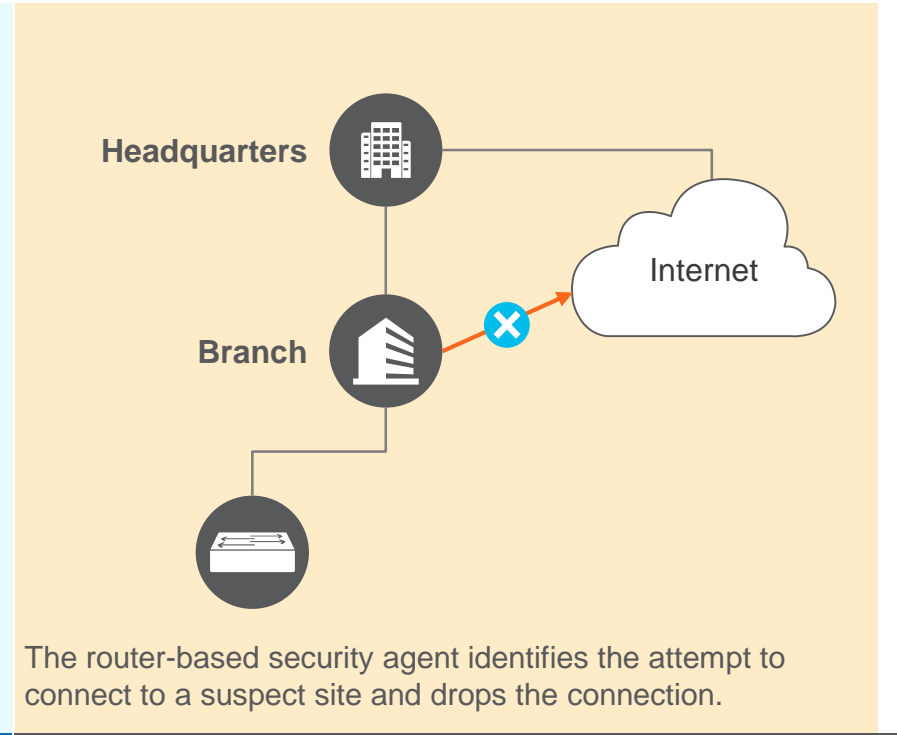 Headquarters
Internet
Branch
The router-based security agent identifies the attempt to
connect to a suspect site and drops the connection.